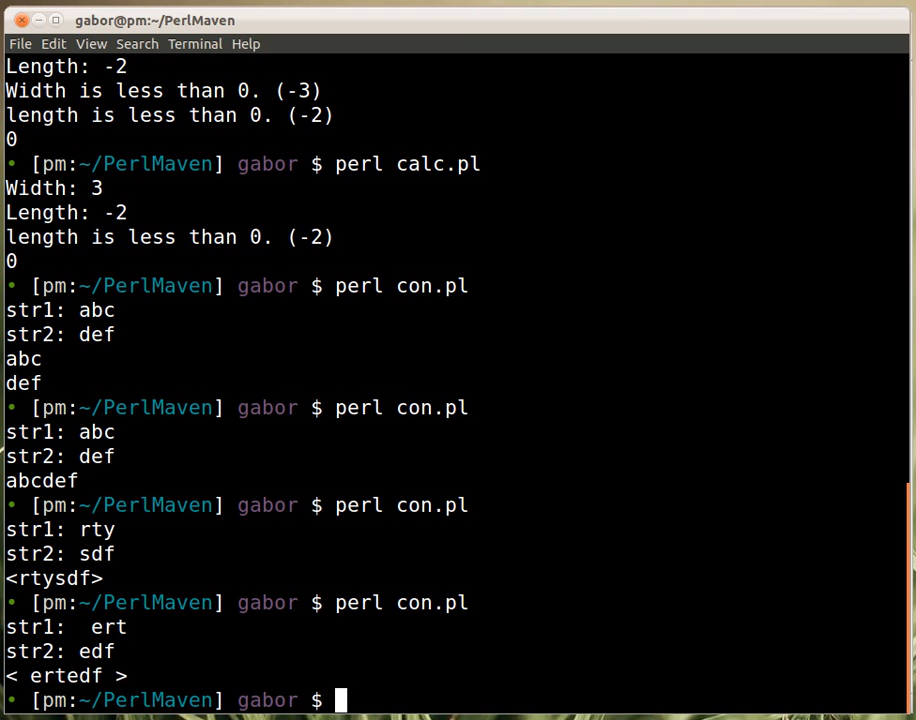 gabor@pm:~/PerlMaven
File Edit View Search Terminal Help
Length: -2
Width is less than 0. (-3)
length is less than 0. (-2)
0
• [pm:~/PerlMaven] gabor $ perl calc.pl
Width: 3
Length: -2
length is less than 0. (-2)
0
• [pm:~/PerlMaven] gabor $ perl con.pl
str1: abc
str2: def
abc
def
• [pm:~/PerlMaven] gabor $ perl con.pl
str1: abc
str2: def
abcdef
• [pm:~/PerlMaven] gabor $ perl con.pl
str1: rty
str2: sdf
<rtysdf>
• [pm:~/PerlMaven] gabor $ perl con.pl
str1:  ert
str2: edf
< ertedf >
• [pm:~/PerlMaven] gabor $